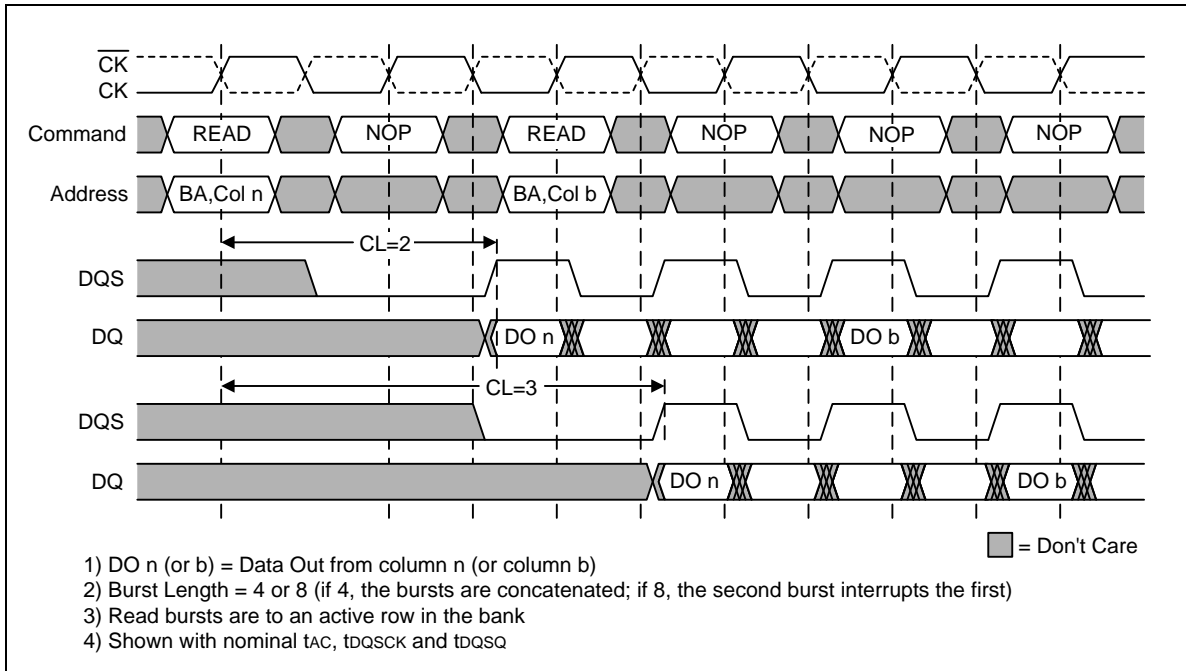 CK
CK
Command READ NOP READ NOP NOP NOP
Address BA,Col n BA,Col b
CL=2
DQS
DQ DO n DO b
CL=3
DQS
DQ DO n DO b
= Don't Care
1) DO n (or b) = Data Out from column n (or column b)
2) Burst Length = 4 or 8 (if 4, the bursts are concatenated; if 8, the second burst interrupts the first)
3) Read bursts are to an active row in the bank
4) Shown with nominal tAC, tDQSCK and tDQSQ